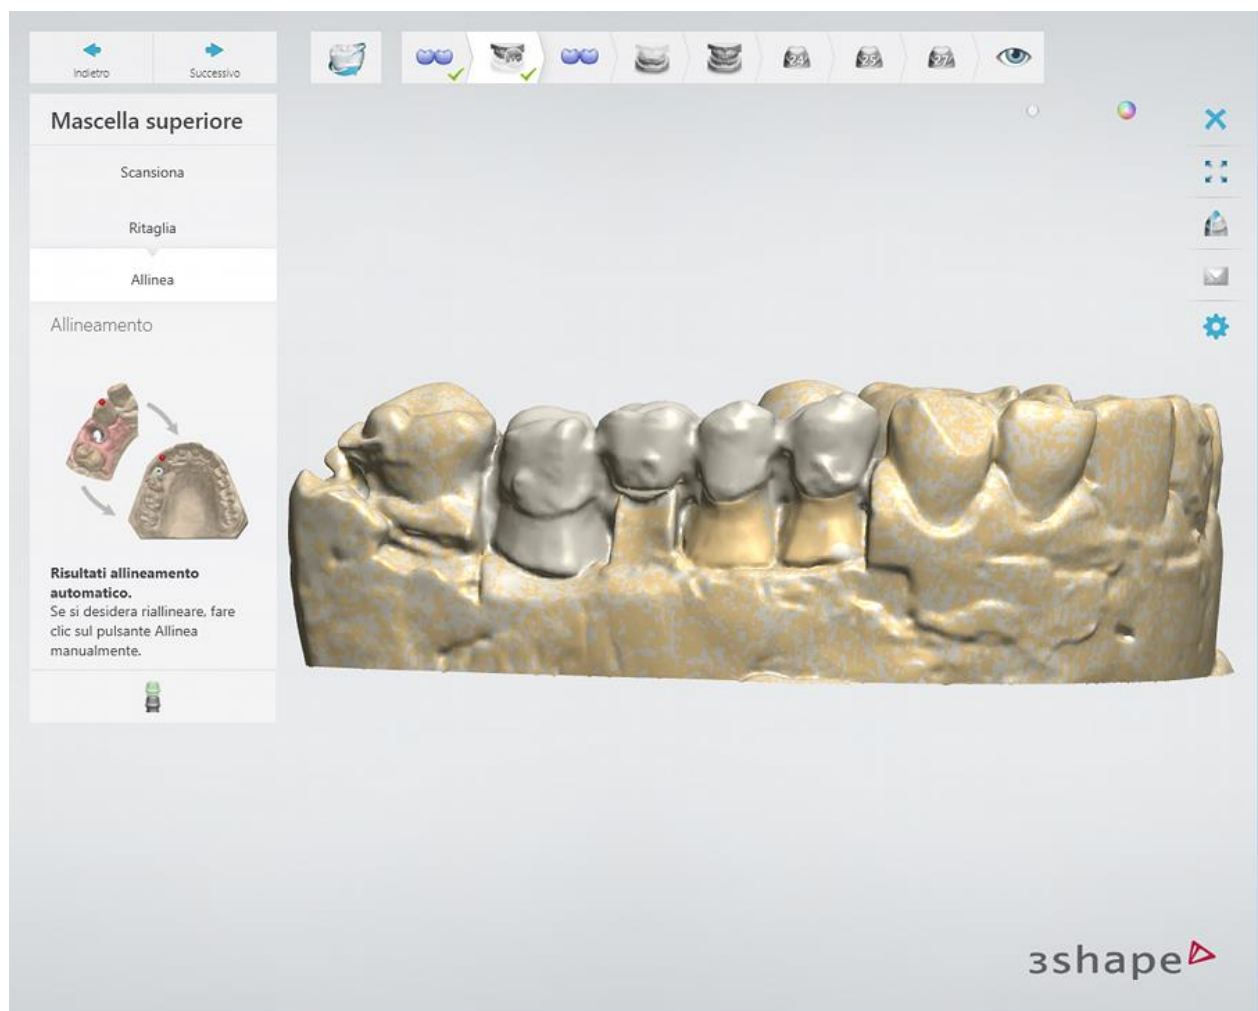 Indietro
Successivo
24
25
27
Mascella superiore
Scansiona
Ritaglia
Allinea
Allineamento
Risultati allineamento
automatico.
Se si desidera riallineare, fare
clic sul pulsante Allinea
manualmente.
3shape